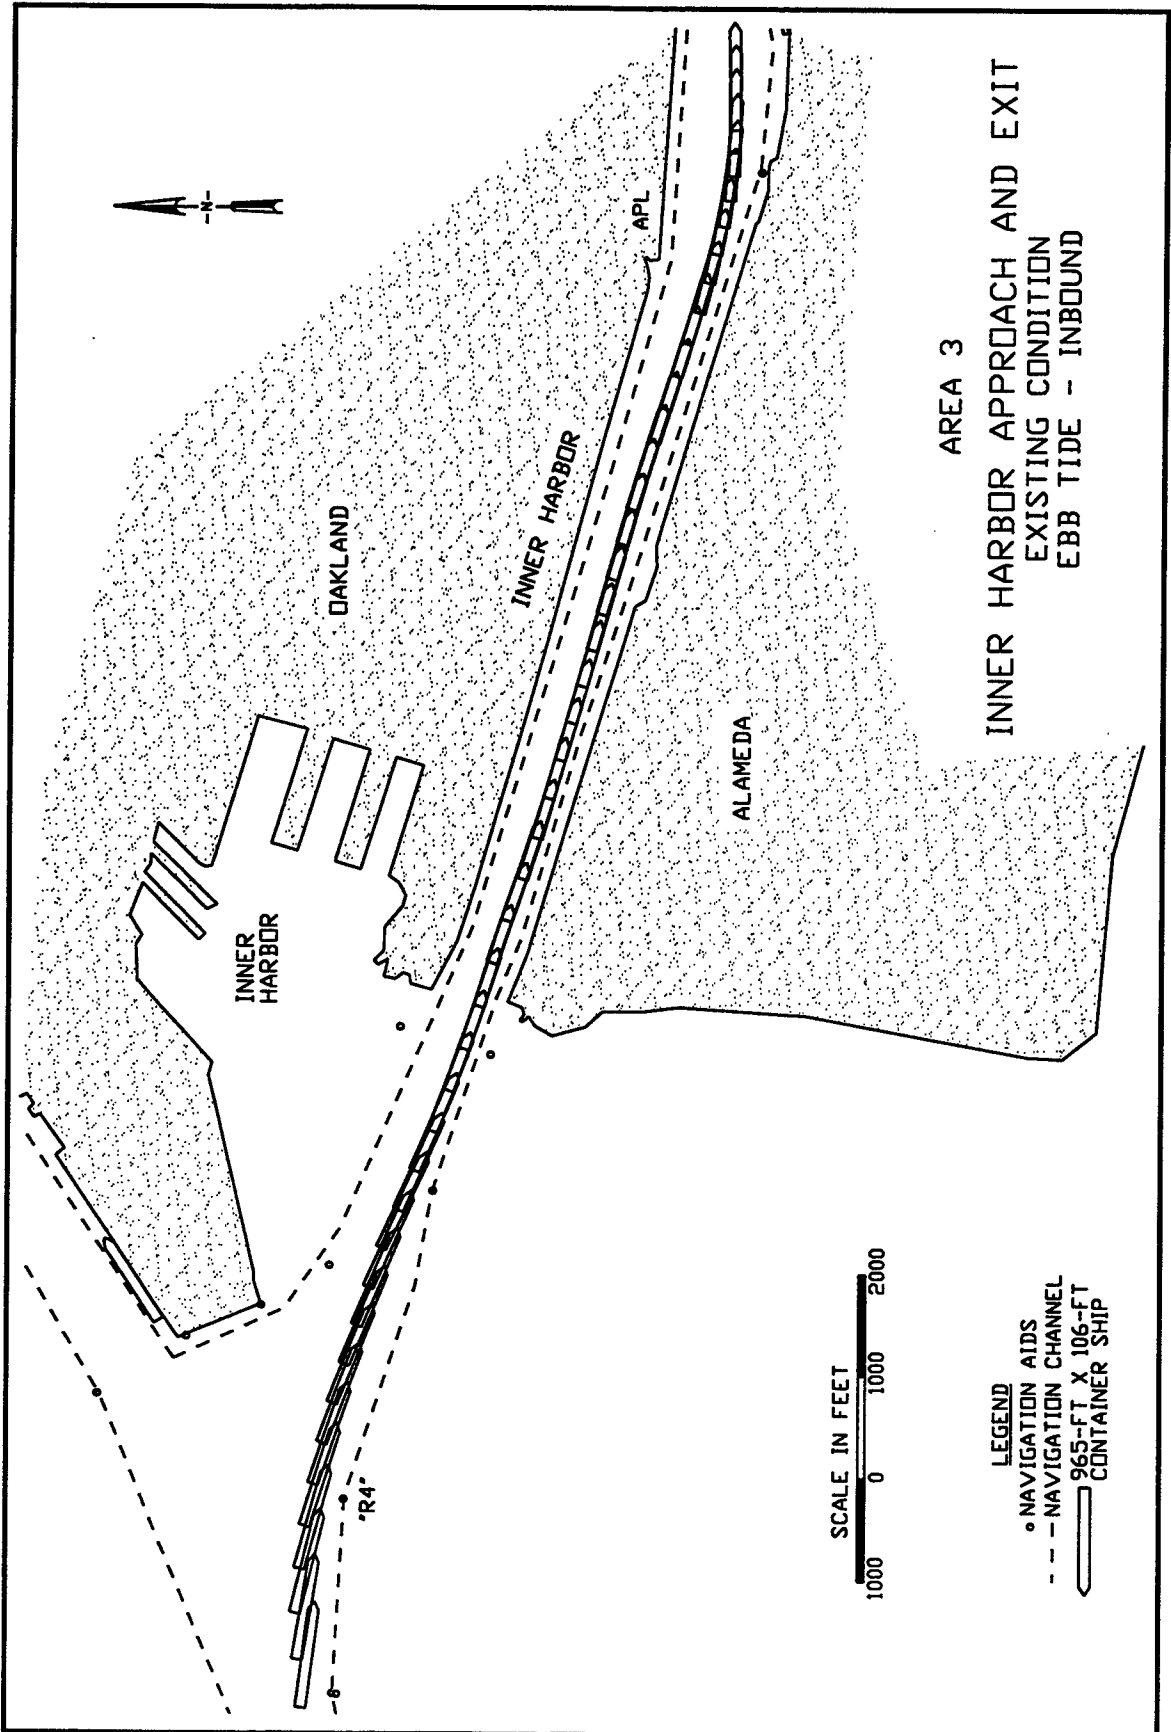 -N-
APL
OAKLAND
INNER HARBOR
INNER
HARBOR
ALAMEDA
"R4"
AREA 3
INNER HARBOR APPROACH AND EXIT
EXISTING CONDITION
EBB TIDE - INBOUND
SCALE IN FEET
1000 0 1000 2000
LEGEND
NAVIGATION AIDS
NAVIGATION CHANNEL
965-FT X 106-FT
CONTAINER SHIP